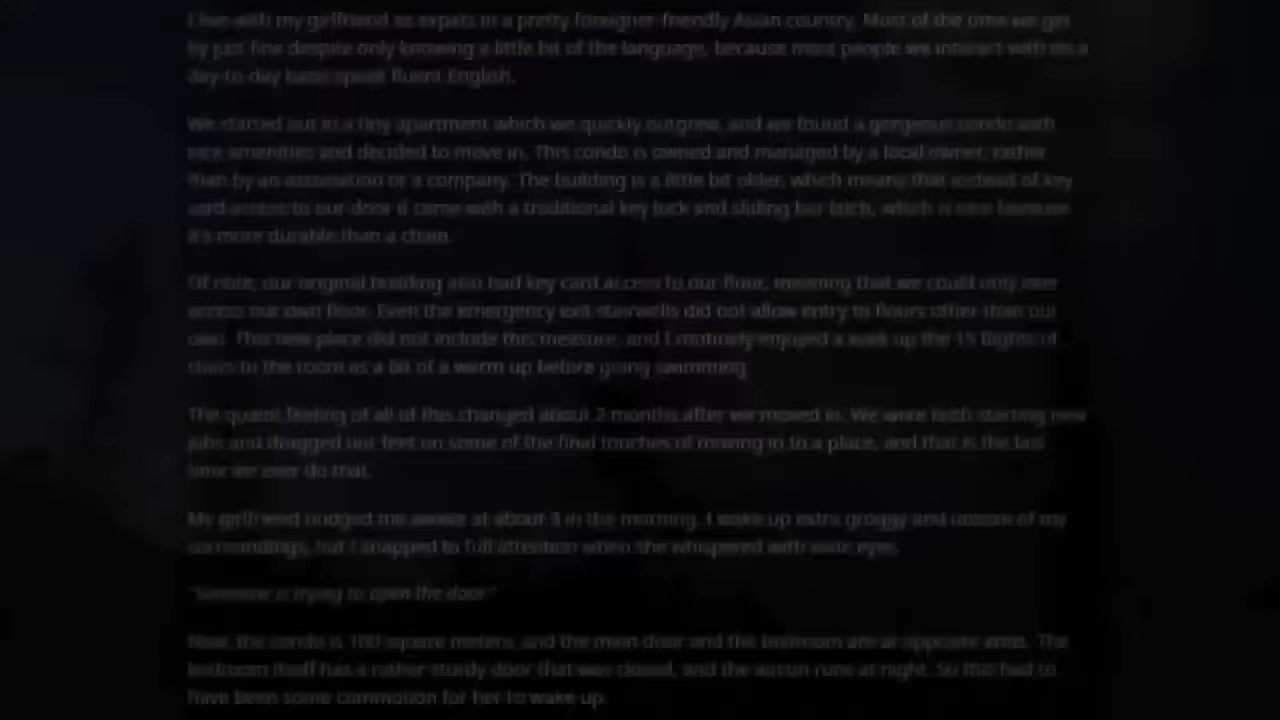 I live with my girlfriend as expats in a pretty foreigner-friendly Asian country. Most of the time we get
by just fine despite only knowing a little bit of the language, because most people we interact with on a
day-to-day basis speak fluent English.
We started out in a tiny apartment which we quickly outgrew, and we found a gorgeous condo with
nice amenities and decided to move in. This condo is owned and managed by a local owner, rather
than by an association or a company. The building is a little bit older, which means that instead of key
card access to our door it came with a traditional key lock and sliding bar latch, which is nice because
it's more durable than a chain.
Of note, our original building also had key card access to our floor, meaning that we could only ever
access our own floor. Even the emergency exit stairwells did not allow entry to floors other than our
own. This new place did not include this measure, and I routinely enjoyed a walk up the 15 flights of
stairs to the room as a bit of a warm up before going swimming.
The quaint feeling of all of this changed about 2 months after we moved in. We were both starting new
jobs and dragged our feet on some of the final touches of moving in to a place, and that is the last
time we ever do that.
My girlfriend nudged me awake at about 3 in the morning. I woke up extra groggy and unsure of my
surroundings, but I snapped to full attention when she whispered with wide eyes,
"Someone is trying to open the door."
Now, the condo is 100 square meters, and the main door and the bedroom are at opposite ends. The
bedroom itself has a rather sturdy door that was closed, and the aircon runs at night. So this had to
have been some commotion for her to wake up.